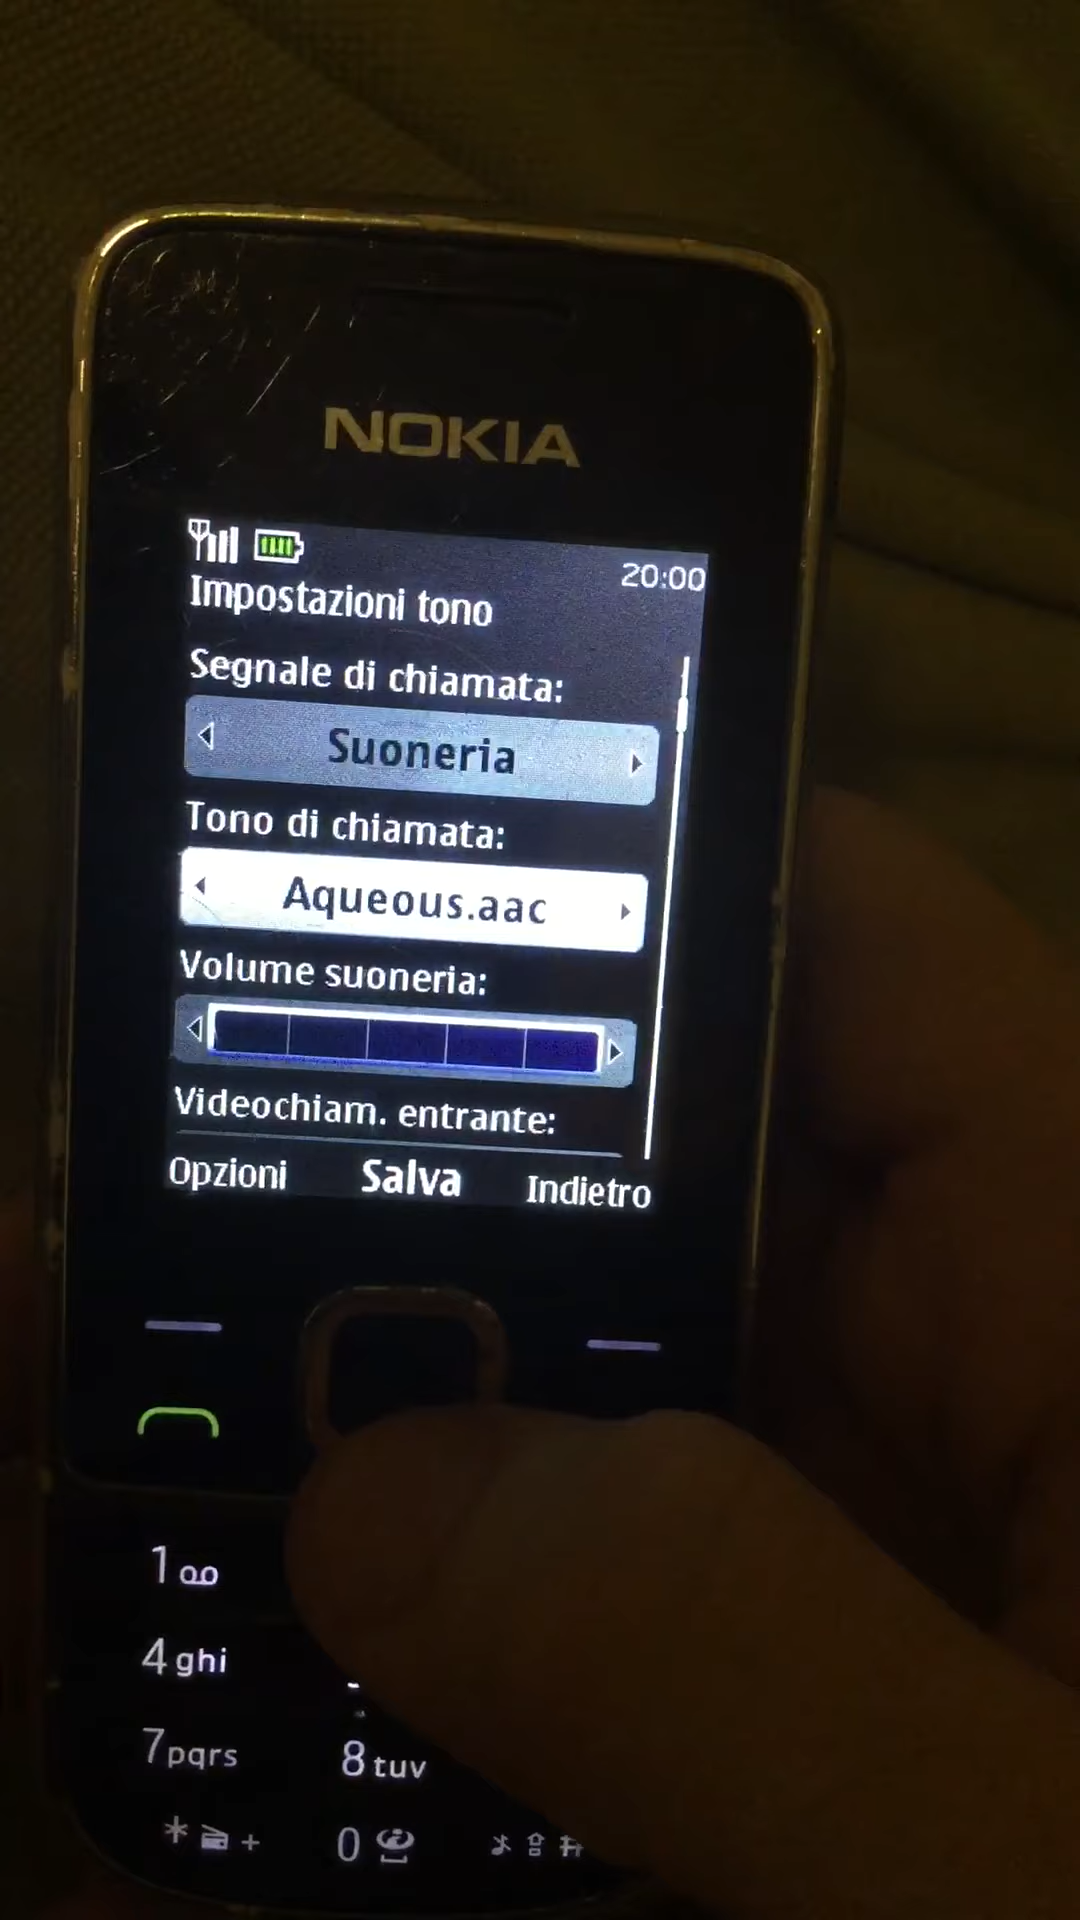 NOKIA
20:00
Impostazioni tono
Segnale di chiamata:
Suoneria
Tono di chiamata:
Aqueous.aac
Volume suoneria:
Videochiam. entrante:
Opzioni Salva Indietro
1
4 ghi
7 pqrs 8 tuv
* + 0